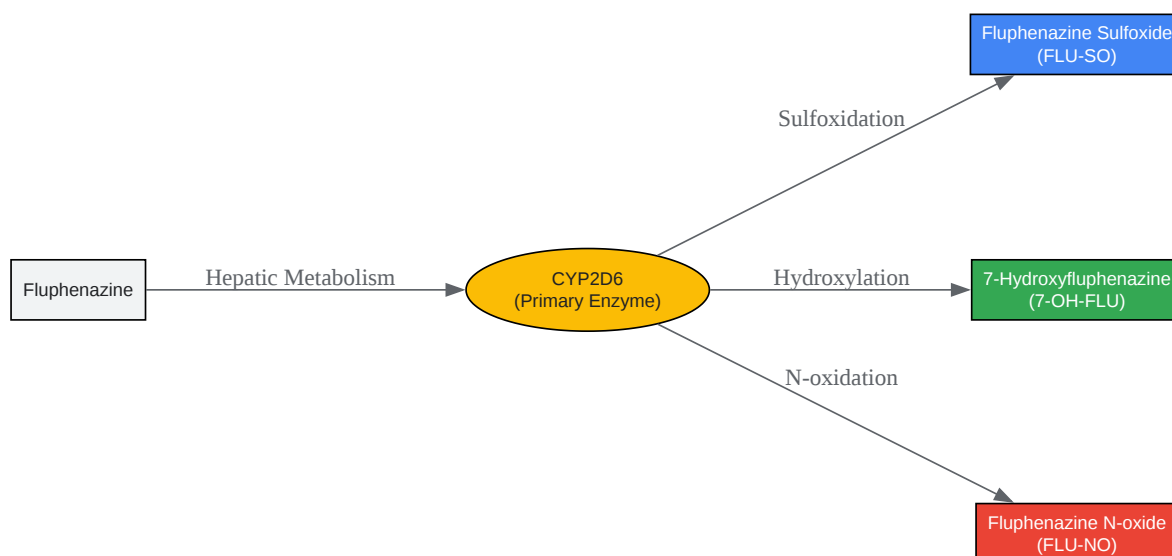 Fluphenazine Sulfoxide
(FLU-SO)
Sulfoxidation
Fluphenazine
Hepatic Metabolism
CYP2D6
(Primary Enzyme)
Hydroxylation
7-Hydroxyfluphenazine
(7-OH-FLU)
N-oxidation
Fluphenazine N-oxide
(FLU-NO)